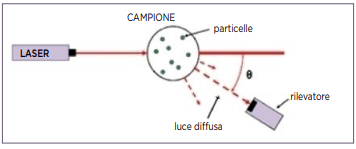 CAMPIONE
particelle
LASER
θ
rilevatore
luce diffusa